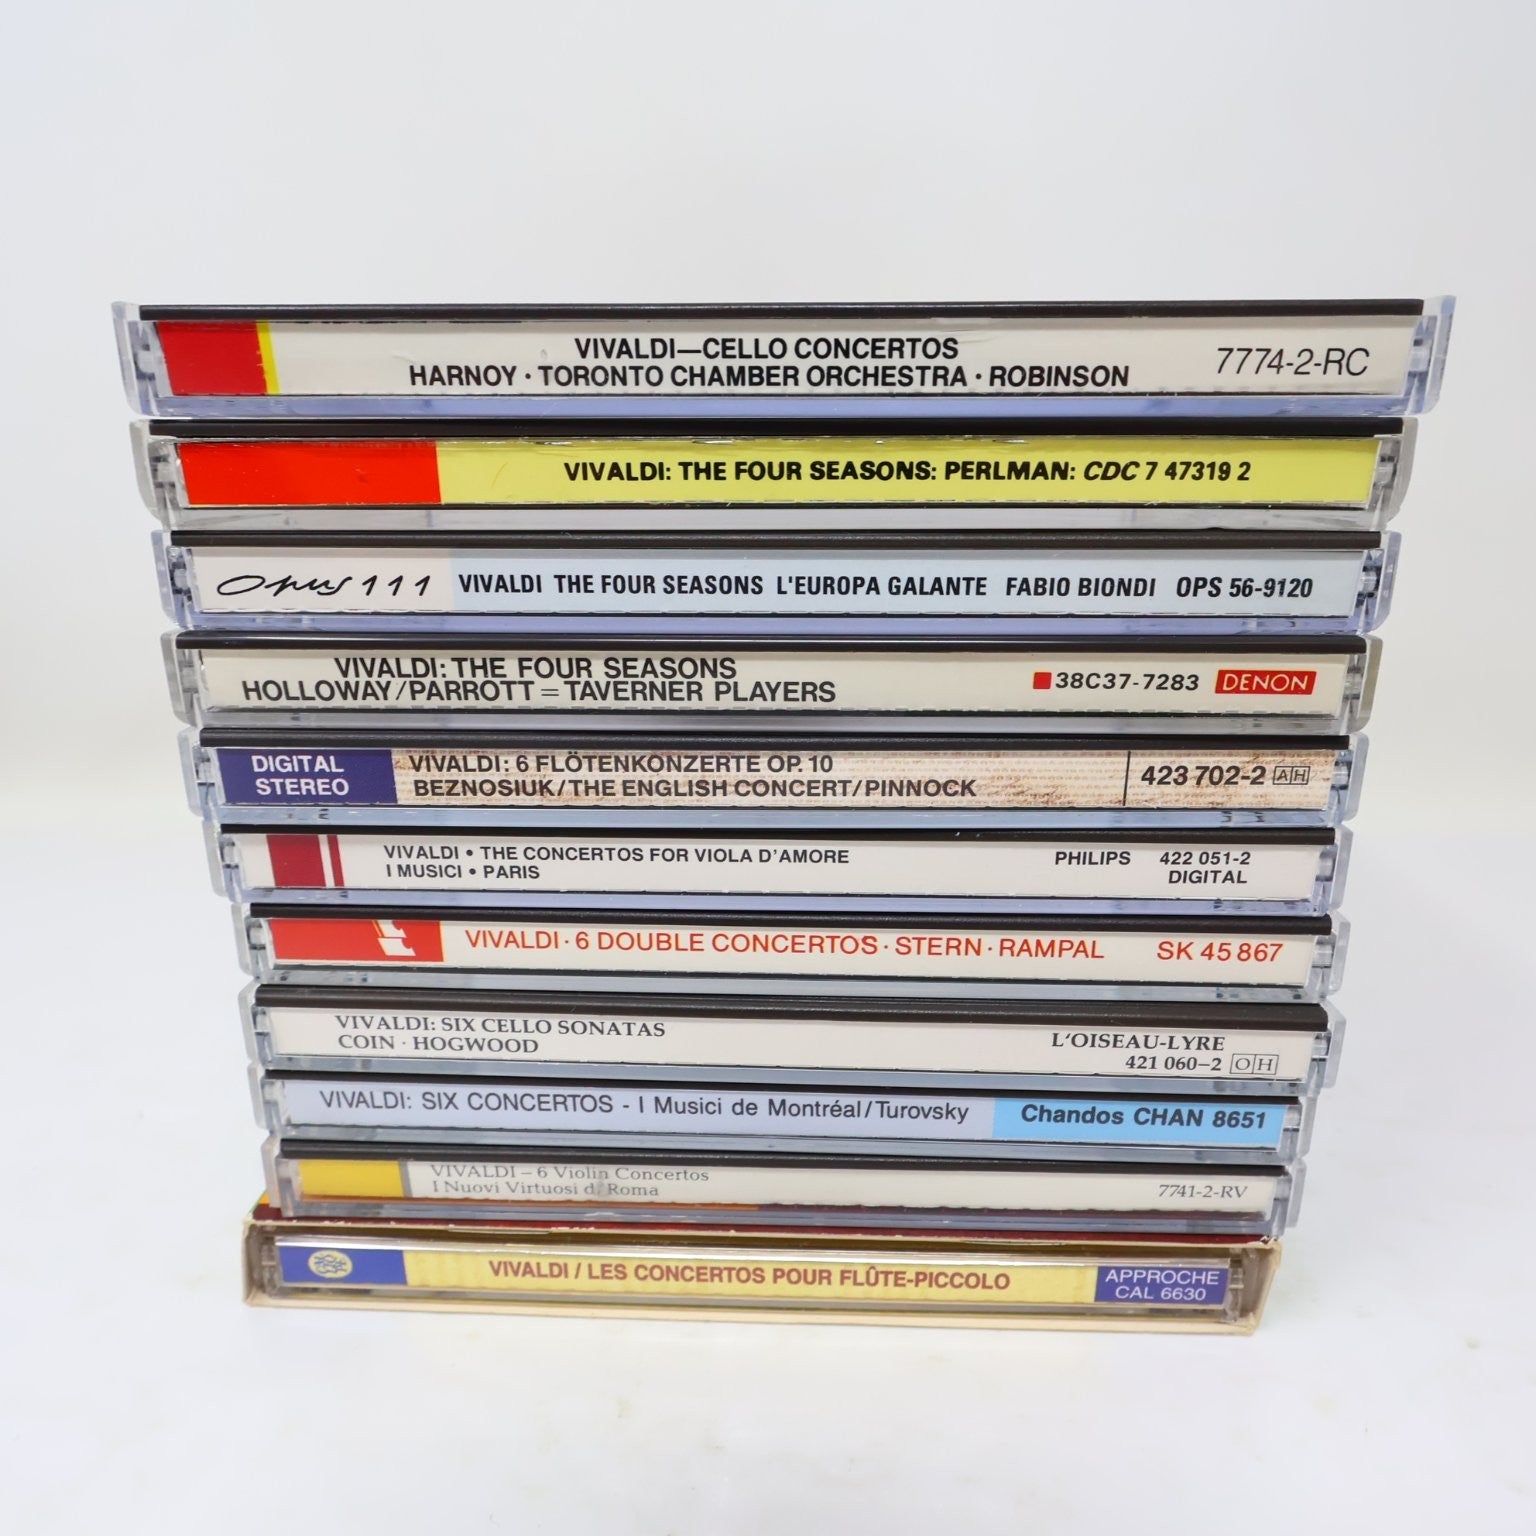 VIVALDI—CELLO CONCERTOS
HARNOY · TORONTO CHAMBER ORCHESTRA · ROBINSON
7774-2-RC
VIVALDI: THE FOUR SEASONS: PERLMAN: CDC 7 47319 2
Opus 111 VIVALDI THE FOUR SEASONS L'EUROPA GALANTE FABIO BIONDI OPS 56-9120
VIVALDI: THE FOUR SEASONS
HOLLOWAY/PARROTT = TAVERNER PLAYERS
38C37-7283 DENON
DIGITAL
STEREO
VIVALDI: 6 FLÖTENKONZERTE OP. 10
BEZNOSIUK/THE ENGLISH CONCERT/PINNOCK
423 702-2 AH
VIVALDI • THE CONCERTOS FOR VIOLA D'AMORE
I MUSICI • PARIS
PHILIPS 422 051-2
DIGITAL
VIVALDI · 6 DOUBLE CONCERTOS · STERN · RAMPAL SK 45 867
VIVALDI: SIX CELLO SONATAS
COIN · HOGWOOD
L'OISEAU-LYRE
421 060–2 OH
VIVALDI: SIX CONCERTOS - I Musici de Montréal/Turovsky Chandos CHAN 8651
VIVALDI – 6 Violin Concertos
I Nuovi Virtuosi di Roma
7741-2-RV
VIVALDI / LES CONCERTOS POUR FLÛTE-PICCOLO
APPROCHE
CAL 6630